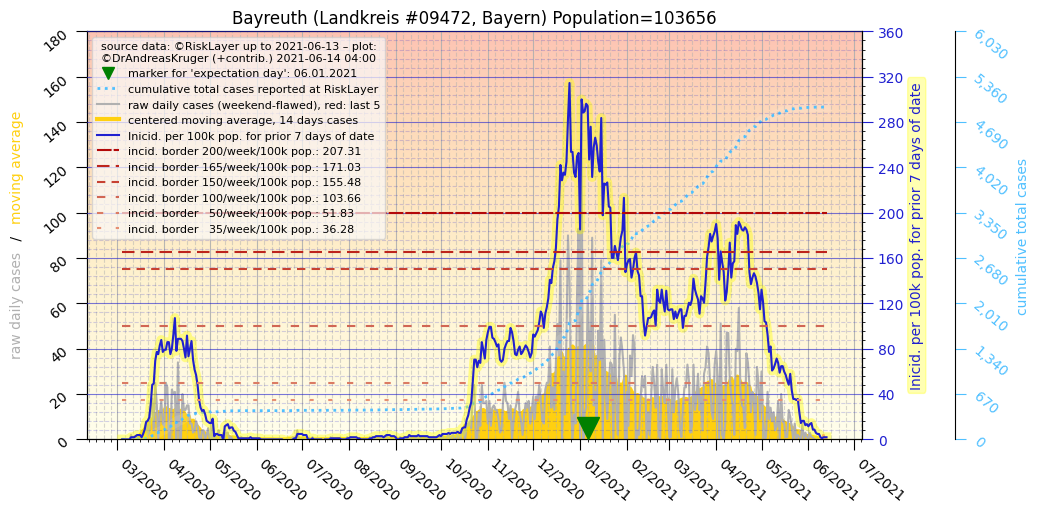 Bayreuth (Landkreis #09472, Bayern) Population=103656
source data: ©RiskLayer up to 2021-06-13 – plot:
©DrAndreasKruger (+contrib.) 2021-06-14 04:00
marker for 'expectation day': 06.01.2021
cumulative total cases reported at RiskLayer
raw daily cases (weekend-flawed), red: last 5
centered moving average, 14 days cases
Inicid. per 100k pop. for prior 7 days of date
incid. border 200/week/100k pop.: 207.31
incid. border 165/week/100k pop.: 171.03
incid. border 150/week/100k pop.: 155.48
incid. border 100/week/100k pop.: 103.66
incid. border   50/week/100k pop.: 51.83
incid. border   35/week/100k pop.: 36.28
raw daily cases / moving average
180
160
140
120
100
80
60
40
20
0
03/2020
04/2020
05/2020
06/2020
07/2020
08/2020
09/2020
10/2020
11/2020
12/2020
01/2021
02/2021
03/2021
04/2021
05/2021
06/2021
07/2021
360
320
280
240
200
160
120
80
40
0
Inicid. per 100k pop. for prior 7 days of date
6,030
5,360
4,690
4,020
3,350
2,680
2,010
1,340
670
0
cumulative total cases